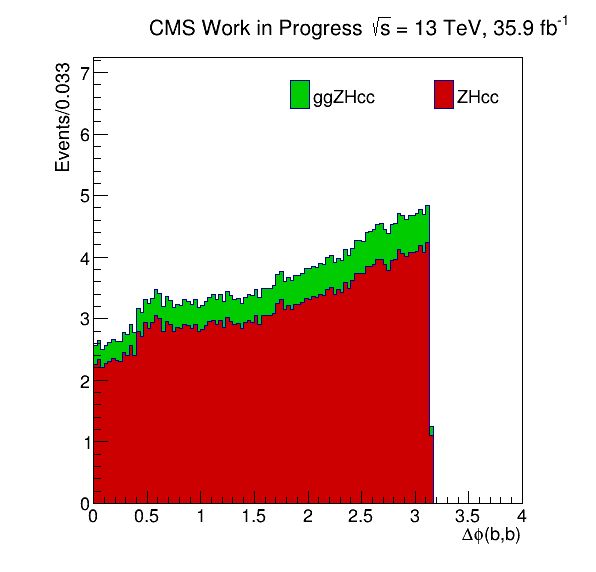 CMS Work in Progress √s = 13 TeV, 35.9 fb⁻¹
Events/0.033
7
6
5
4
3
2
1
0
ggZHcc ZHcc
0 0.5 1 1.5 2 2.5 3 3.5 4
Δϕ(b,b)